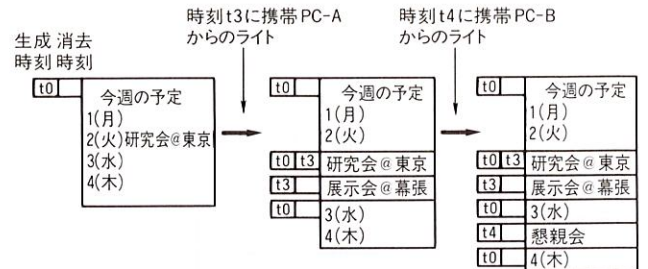 時刻t3に携帯PC-A
からのライト
時刻t4に携帯PC-B
からのライト
生成 消去
時刻 時刻
t0
今週の予定
1(月)
2(火)研究会@東京
3(水)
4(木)
t0
今週の予定
1(月)
2(火)
t0 t3 研究会@東京
t3 展示会@幕張
t0 3(水)
4(木)
t0
今週の予定
1(月)
2(火)
t0 t3 研究会@東京
t3 展示会@幕張
t0 3(水)
t4 懇親会
t0 4(木)